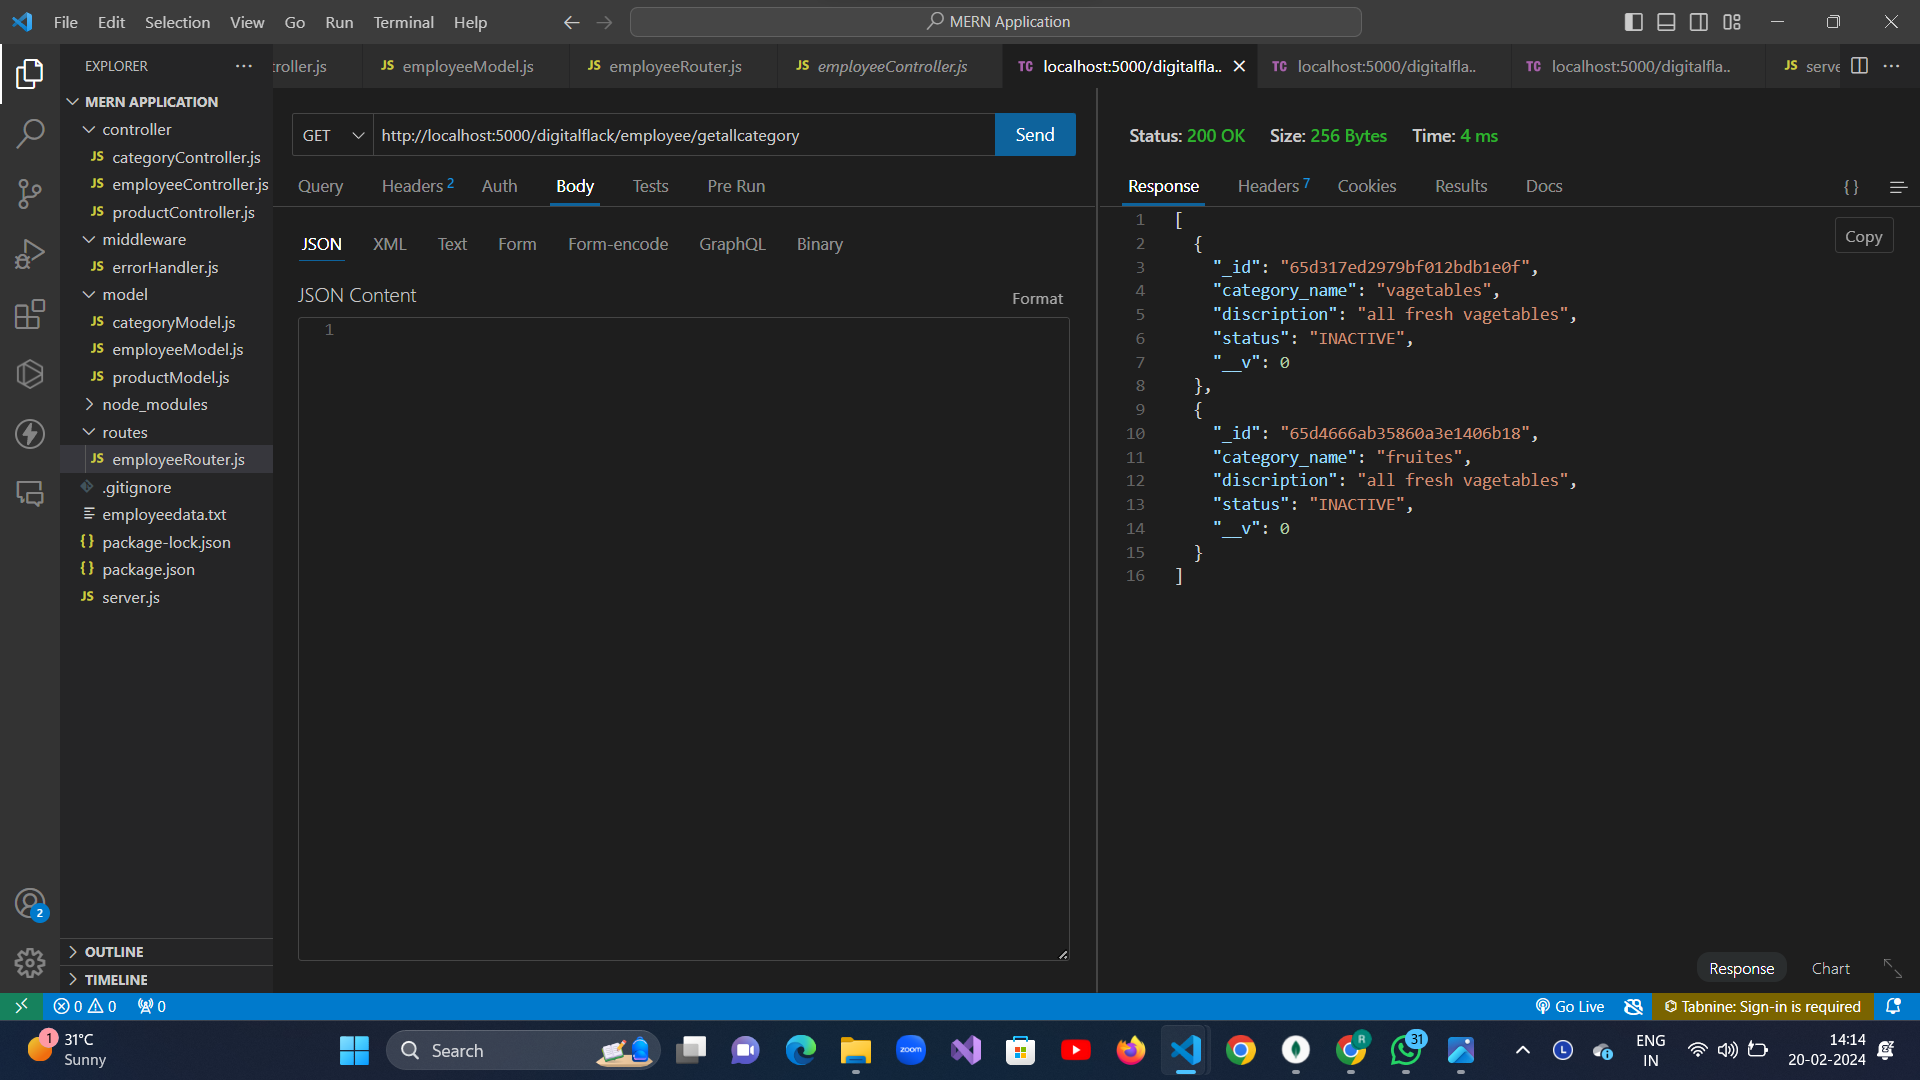 File Edit Selection View Go Run Terminal Help
MERN Application
EXPLORER
MERN APPLICATION
controller
JS categoryController.js
JS employeeController.js
JS productController.js
middleware
JS errorHandler.js
model
JS categoryModel.js
JS employeeModel.js
JS productModel.js
node_modules
routes
JS employeeRouter.js
.gitignore
employeedata.txt
{} package-lock.json
{} package.json
JS server.js
OUTLINE
TIMELINE
roller.js JS employeeModel.js JS employeeRouter.js JS employeeController.js TC localhost:5000/digitalfla.. TC localhost:5000/digitalfla.. TC localhost:5000/digitalfla.. JS serve
GET http://localhost:5000/digitalflack/employee/getallcategory Send
Query Headers 2 Auth Body Tests Pre Run
JSON XML Text Form Form-encode GraphQL Binary
JSON Content
Format
1
Status: 200 OK Size: 256 Bytes Time: 4 ms
Response Headers 7 Cookies Results Docs { }
Copy
1 [
2 {
3 "_id": "65d317ed2979bf012bdb1e0f",
4 "category_name": "vagetables",
5 "discription": "all fresh vagetables",
6 "status": "INACTIVE",
7 "__v": 0
8 },
9 {
10 "_id": "65d4666ab35860a3e1406b18",
11 "category_name": "fruites",
12 "discription": "all fresh vagetables",
13 "status": "INACTIVE",
14 "__v": 0
15 }
16 ]
Response Chart
2
0 0 0
Go Live Tabnine: Sign-in is required
1 31°C
Sunny
Search
zoom
R
31
ENG
IN
14:14
20-02-2024